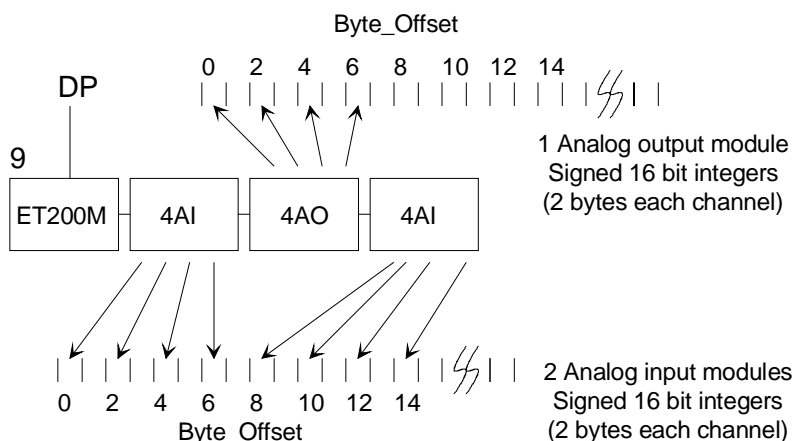 Byte_Offset
0 2 4 6 8 10 12 14
DP
1 Analog output module
Signed 16 bit integers
(2 bytes each channel)
9
ET200M 4AI 4AO 4AI
0 2 4 6 8 10 12 14
2 Analog input modules
Signed 16 bit integers
(2 bytes each channel)
Byte_Offset